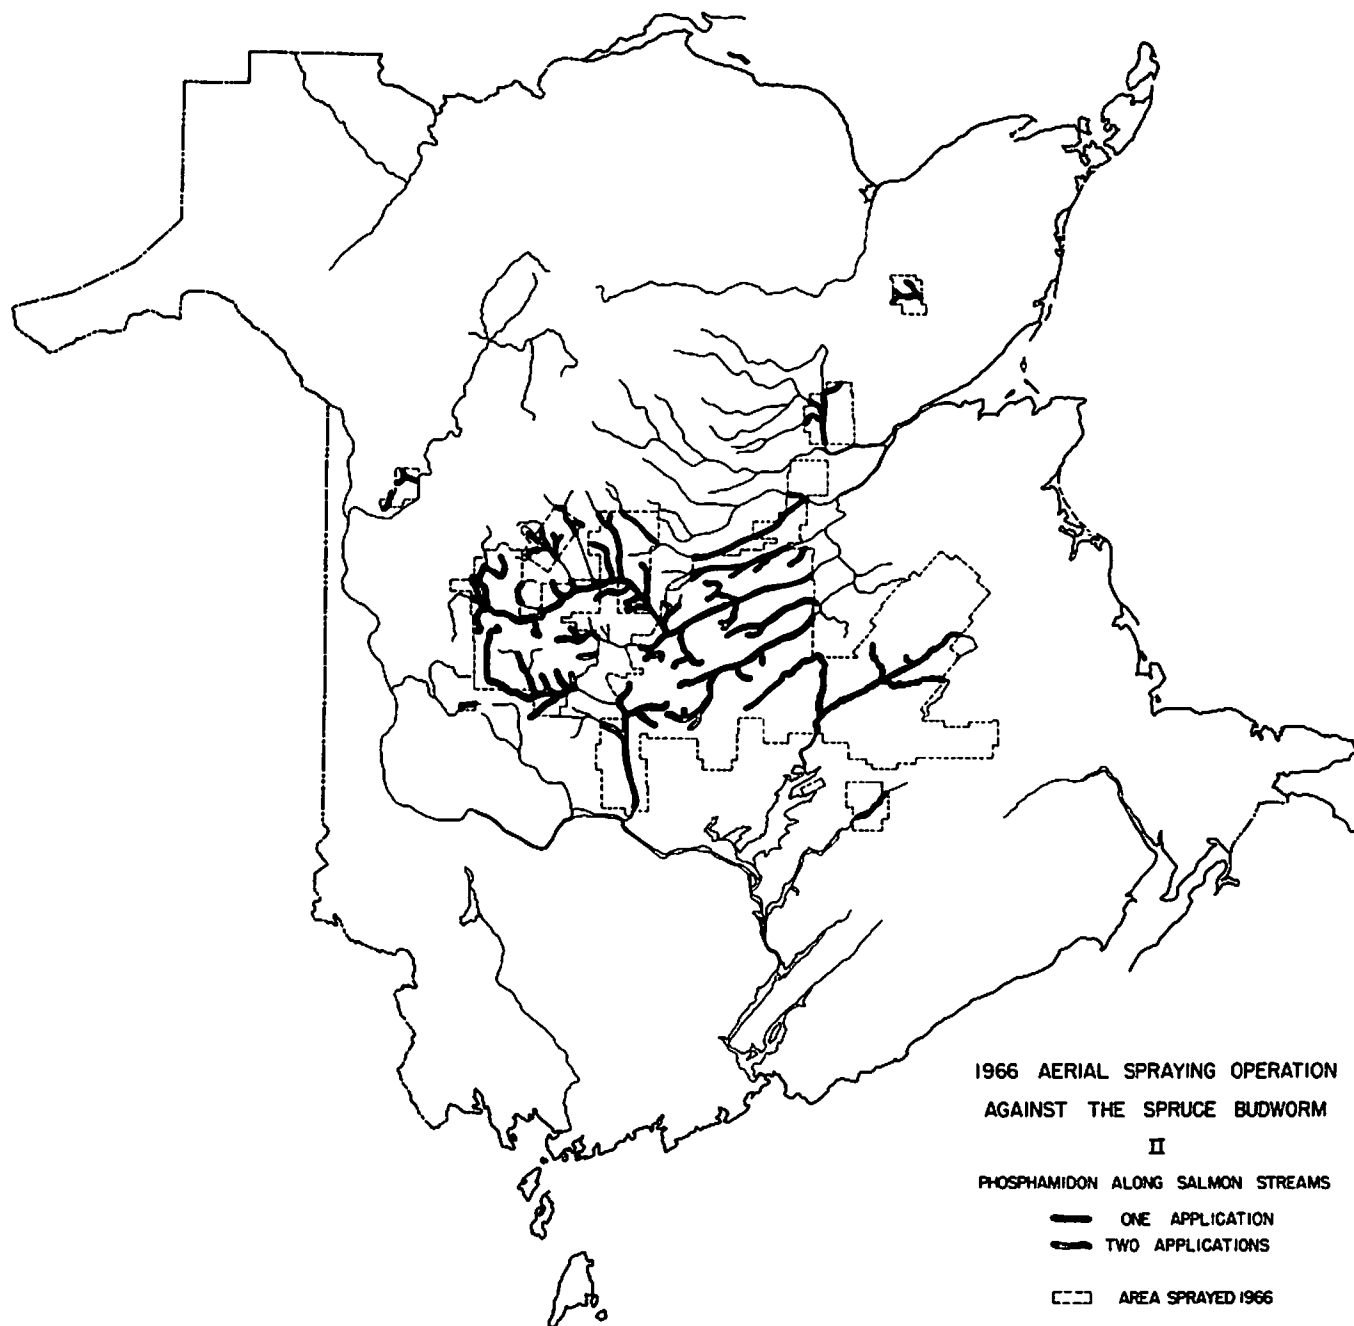 1966 AERIAL SPRAYING OPERATION
AGAINST THE SPRUCE BUDWORM
II
PHOSPHAMIDON ALONG SALMON STREAMS
ONE APPLICATION
TWO APPLICATIONS
AREA SPRAYED 1966